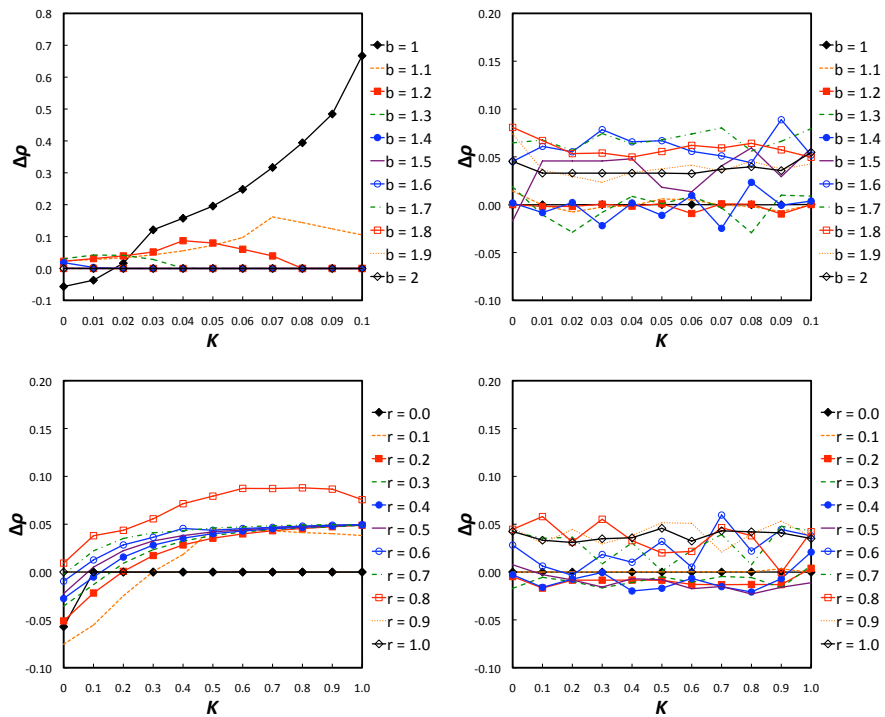 0.8
0.7
0.6
0.5
0.4
0.3
0.2
0.1
0.0
-0.1
Δρ
0 0.01 0.02 0.03 0.04 0.05 0.06 0.07 0.08 0.09 0.1
K
b = 1
b = 1.1
b = 1.2
b = 1.3
b = 1.4
b = 1.5
b = 1.6
b = 1.7
b = 1.8
b = 1.9
b = 2
0.20
0.15
0.10
0.05
0.00
-0.05
-0.10
Δρ
0 0.01 0.02 0.03 0.04 0.05 0.06 0.07 0.08 0.09 0.1
K
b = 1
b = 1.1
b = 1.2
b = 1.3
b = 1.4
b = 1.5
b = 1.6
b = 1.7
b = 1.8
b = 1.9
b = 2
0.20
0.15
0.10
0.05
0.00
-0.05
-0.10
Δρ
0 0.1 0.2 0.3 0.4 0.5 0.6 0.7 0.8 0.9 1.0
K
r = 0.0
r = 0.1
r = 0.2
r = 0.3
r = 0.4
r = 0.5
r = 0.6
r = 0.7
r = 0.8
r = 0.9
r = 1.0
0.20
0.15
0.10
0.05
0.00
-0.05
-0.10
Δρ
0 0.1 0.2 0.3 0.4 0.5 0.6 0.7 0.8 0.9 1.0
K
r = 0.0
r = 0.1
r = 0.2
r = 0.3
r = 0.4
r = 0.5
r = 0.6
r = 0.7
r = 0.8
r = 0.9
r = 1.0